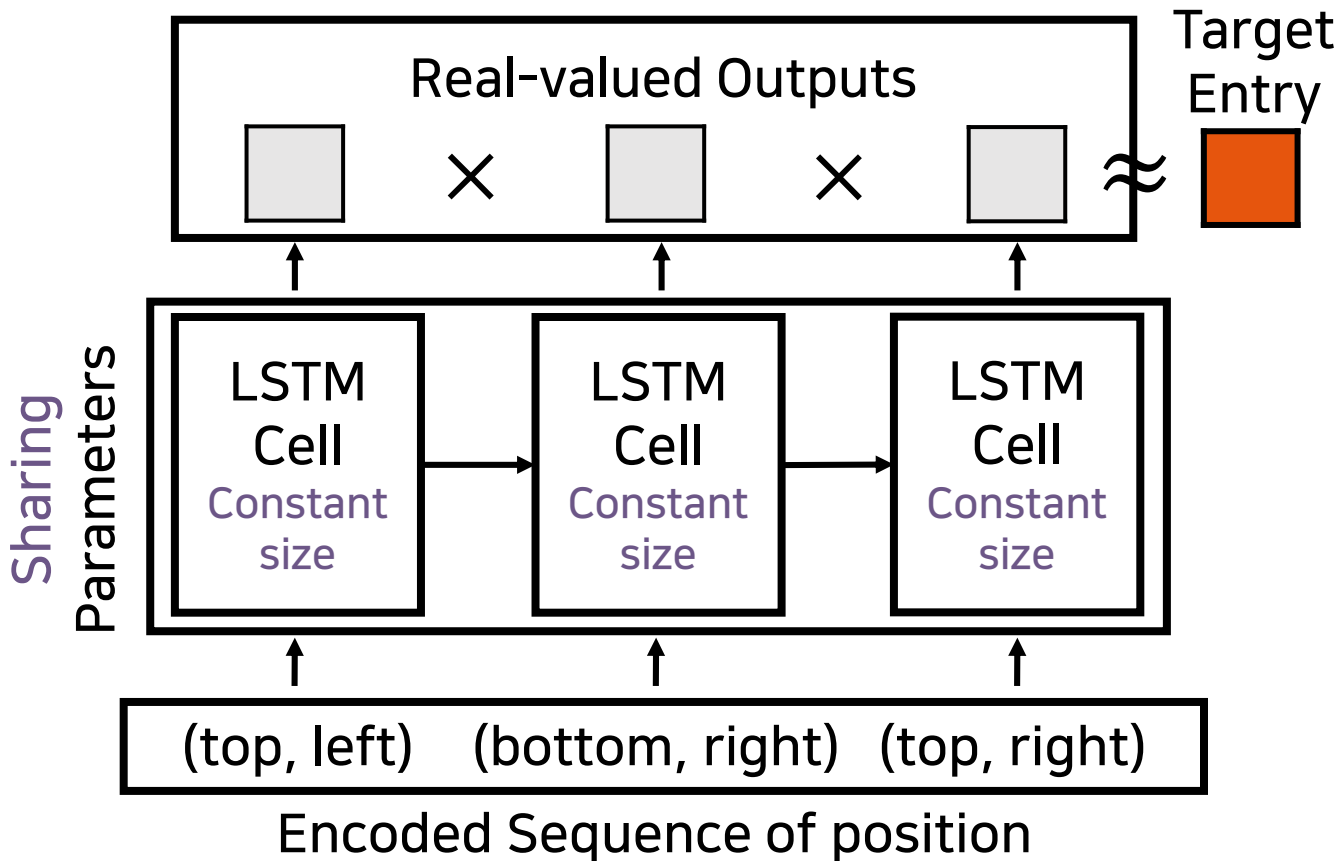 Target
Entry
Real-valued Outputs
× × ≈
Sharing
Parameters
LSTM
Cell
Constant
size
LSTM
Cell
Constant
size
LSTM
Cell
Constant
size
(top, left) (bottom, right) (top, right)
Encoded Sequence of position